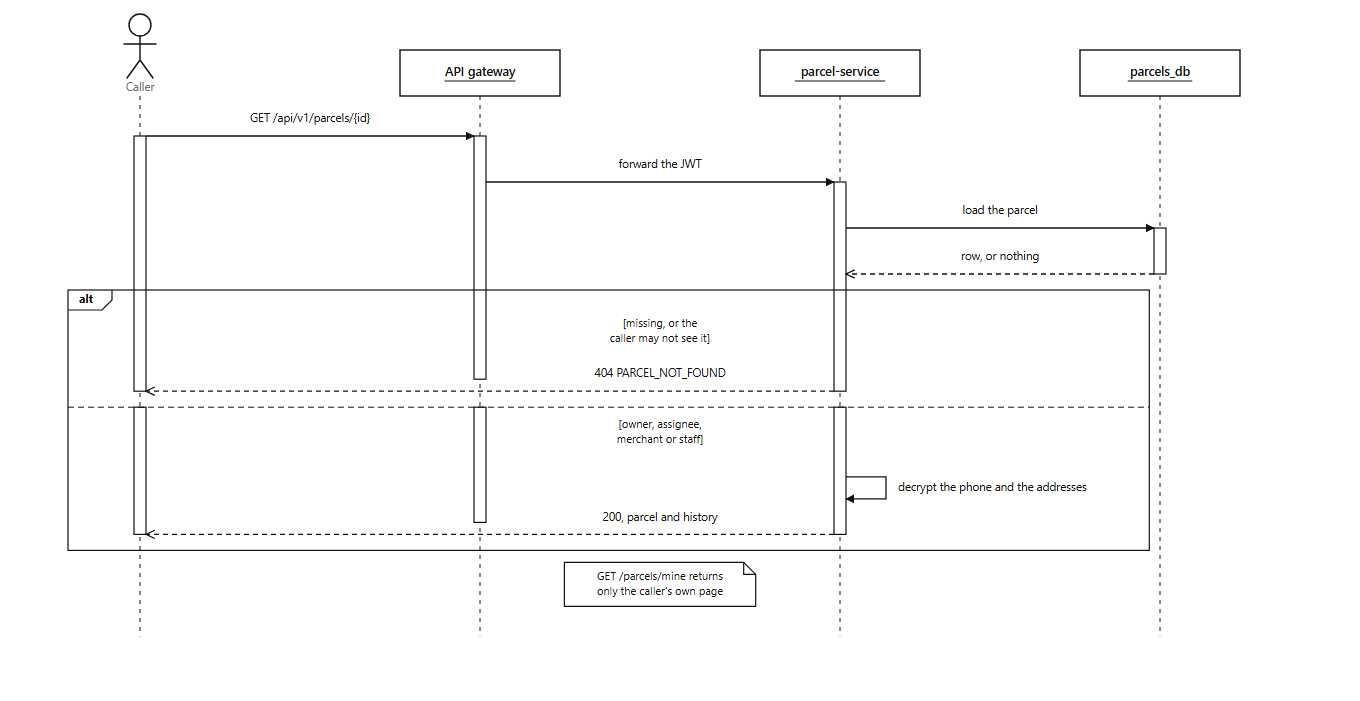 Caller
API gateway
parcel-service
parcels_db
GET /api/v1/parcels/{id}
forward the JWT
load the parcel
row, or nothing
alt
[missing, or the
caller may not see it]
404 PARCEL_NOT_FOUND
[owner, assignee,
merchant or staff]
decrypt the phone and the addresses
200, parcel and history
GET /parcels/mine returns
only the caller's own page